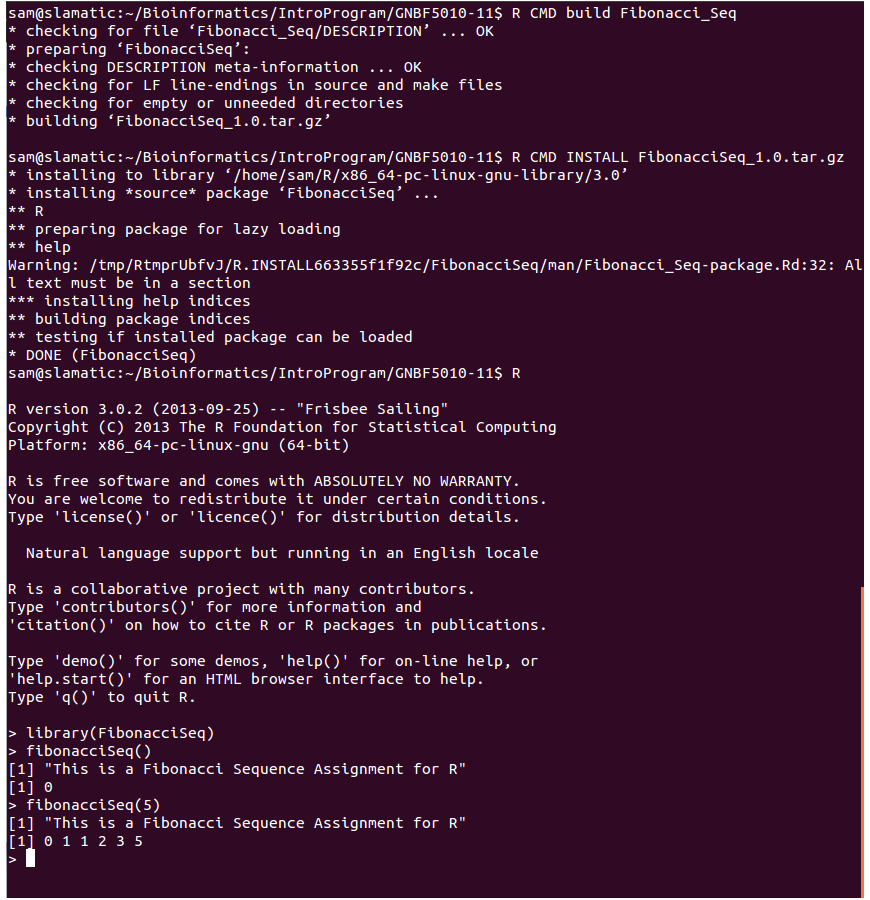 sam@slamatic:~/Bioinformatics/IntroProgram/GNBF5010-11$ R CMD build Fibonacci_Seq
* checking for file ‘Fibonacci_Seq/DESCRIPTION’ ... OK
* preparing ‘FibonacciSeq’:
* checking DESCRIPTION meta-information ... OK
* checking for LF line-endings in source and make files
* checking for empty or unneeded directories
* building ‘FibonacciSeq_1.0.tar.gz’

sam@slamatic:~/Bioinformatics/IntroProgram/GNBF5010-11$ R CMD INSTALL FibonacciSeq_1.0.tar.gz
* installing to library ‘/home/sam/R/x86_64-pc-linux-gnu-library/3.0’
* installing *source* package ‘FibonacciSeq’ ...
** R
** preparing package for lazy loading
** help
Warning: /tmp/RtmprUbfvJ/R.INSTALL663355f1f92c/FibonacciSeq/man/Fibonacci_Seq-package.Rd:32: Al
l text must be in a section
*** installing help indices
** building package indices
** testing if installed package can be loaded
* DONE (FibonacciSeq)
sam@slamatic:~/Bioinformatics/IntroProgram/GNBF5010-11$ R

R version 3.0.2 (2013-09-25) -- "Frisbee Sailing"
Copyright (C) 2013 The R Foundation for Statistical Computing
Platform: x86_64-pc-linux-gnu (64-bit)

R is free software and comes with ABSOLUTELY NO WARRANTY.
You are welcome to redistribute it under certain conditions.
Type 'license()' or 'licence()' for distribution details.

  Natural language support but running in an English locale

R is a collaborative project with many contributors.
Type 'contributors()' for more information and
'citation()' on how to cite R or R packages in publications.

Type 'demo()' for some demos, 'help()' for on-line help, or
'help.start()' for an HTML browser interface to help.
Type 'q()' to quit R.

> library(FibonacciSeq)
> fibonacciSeq()
[1] "This is a Fibonacci Sequence Assignment for R"
[1] 0
> fibonacciSeq(5)
[1] "This is a Fibonacci Sequence Assignment for R"
[1] 0 1 1 2 3 5
>